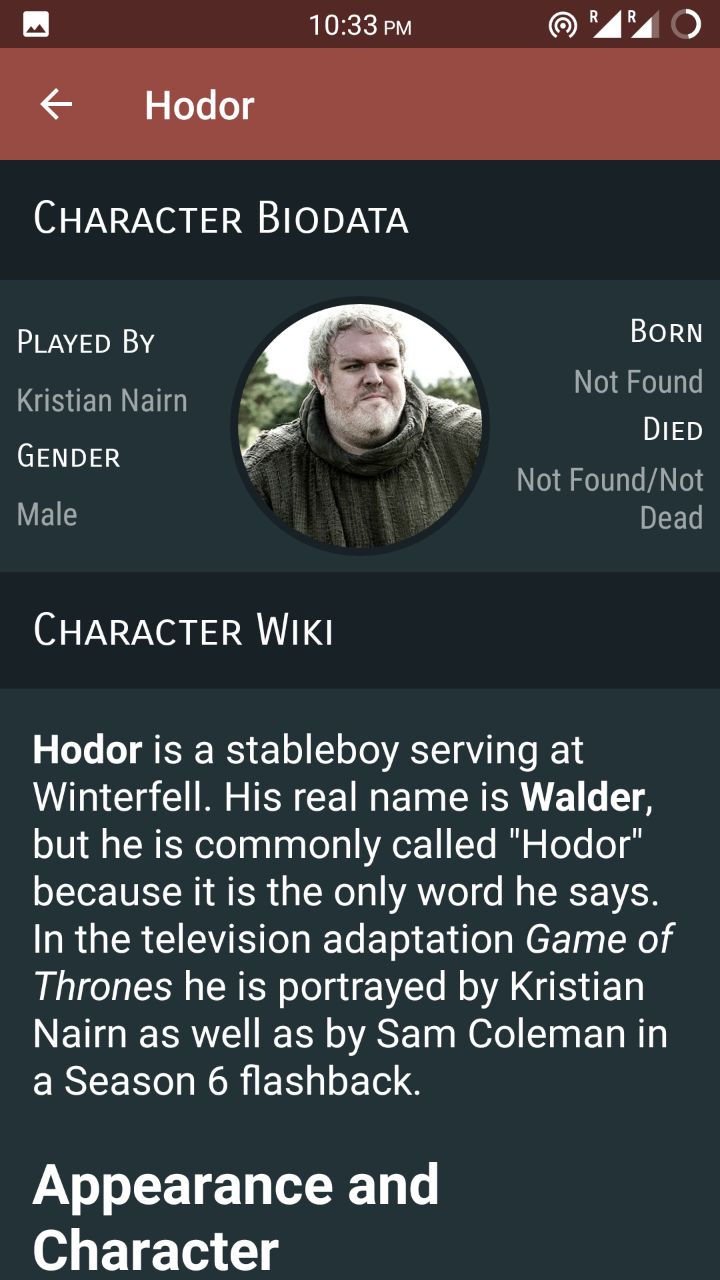 10:33 PM
R R
Hodor
Character Biodata
Played By
Kristian Nairn
Gender
Male
Born
Not Found
Died
Not Found/Not
Dead
Character Wiki
Hodor is a stableboy serving at
Winterfell. His real name is Walder,
but he is commonly called "Hodor"
because it is the only word he says.
In the television adaptation Game of
Thrones he is portrayed by Kristian
Nairn as well as by Sam Coleman in
a Season 6 flashback.
Appearance and
Character